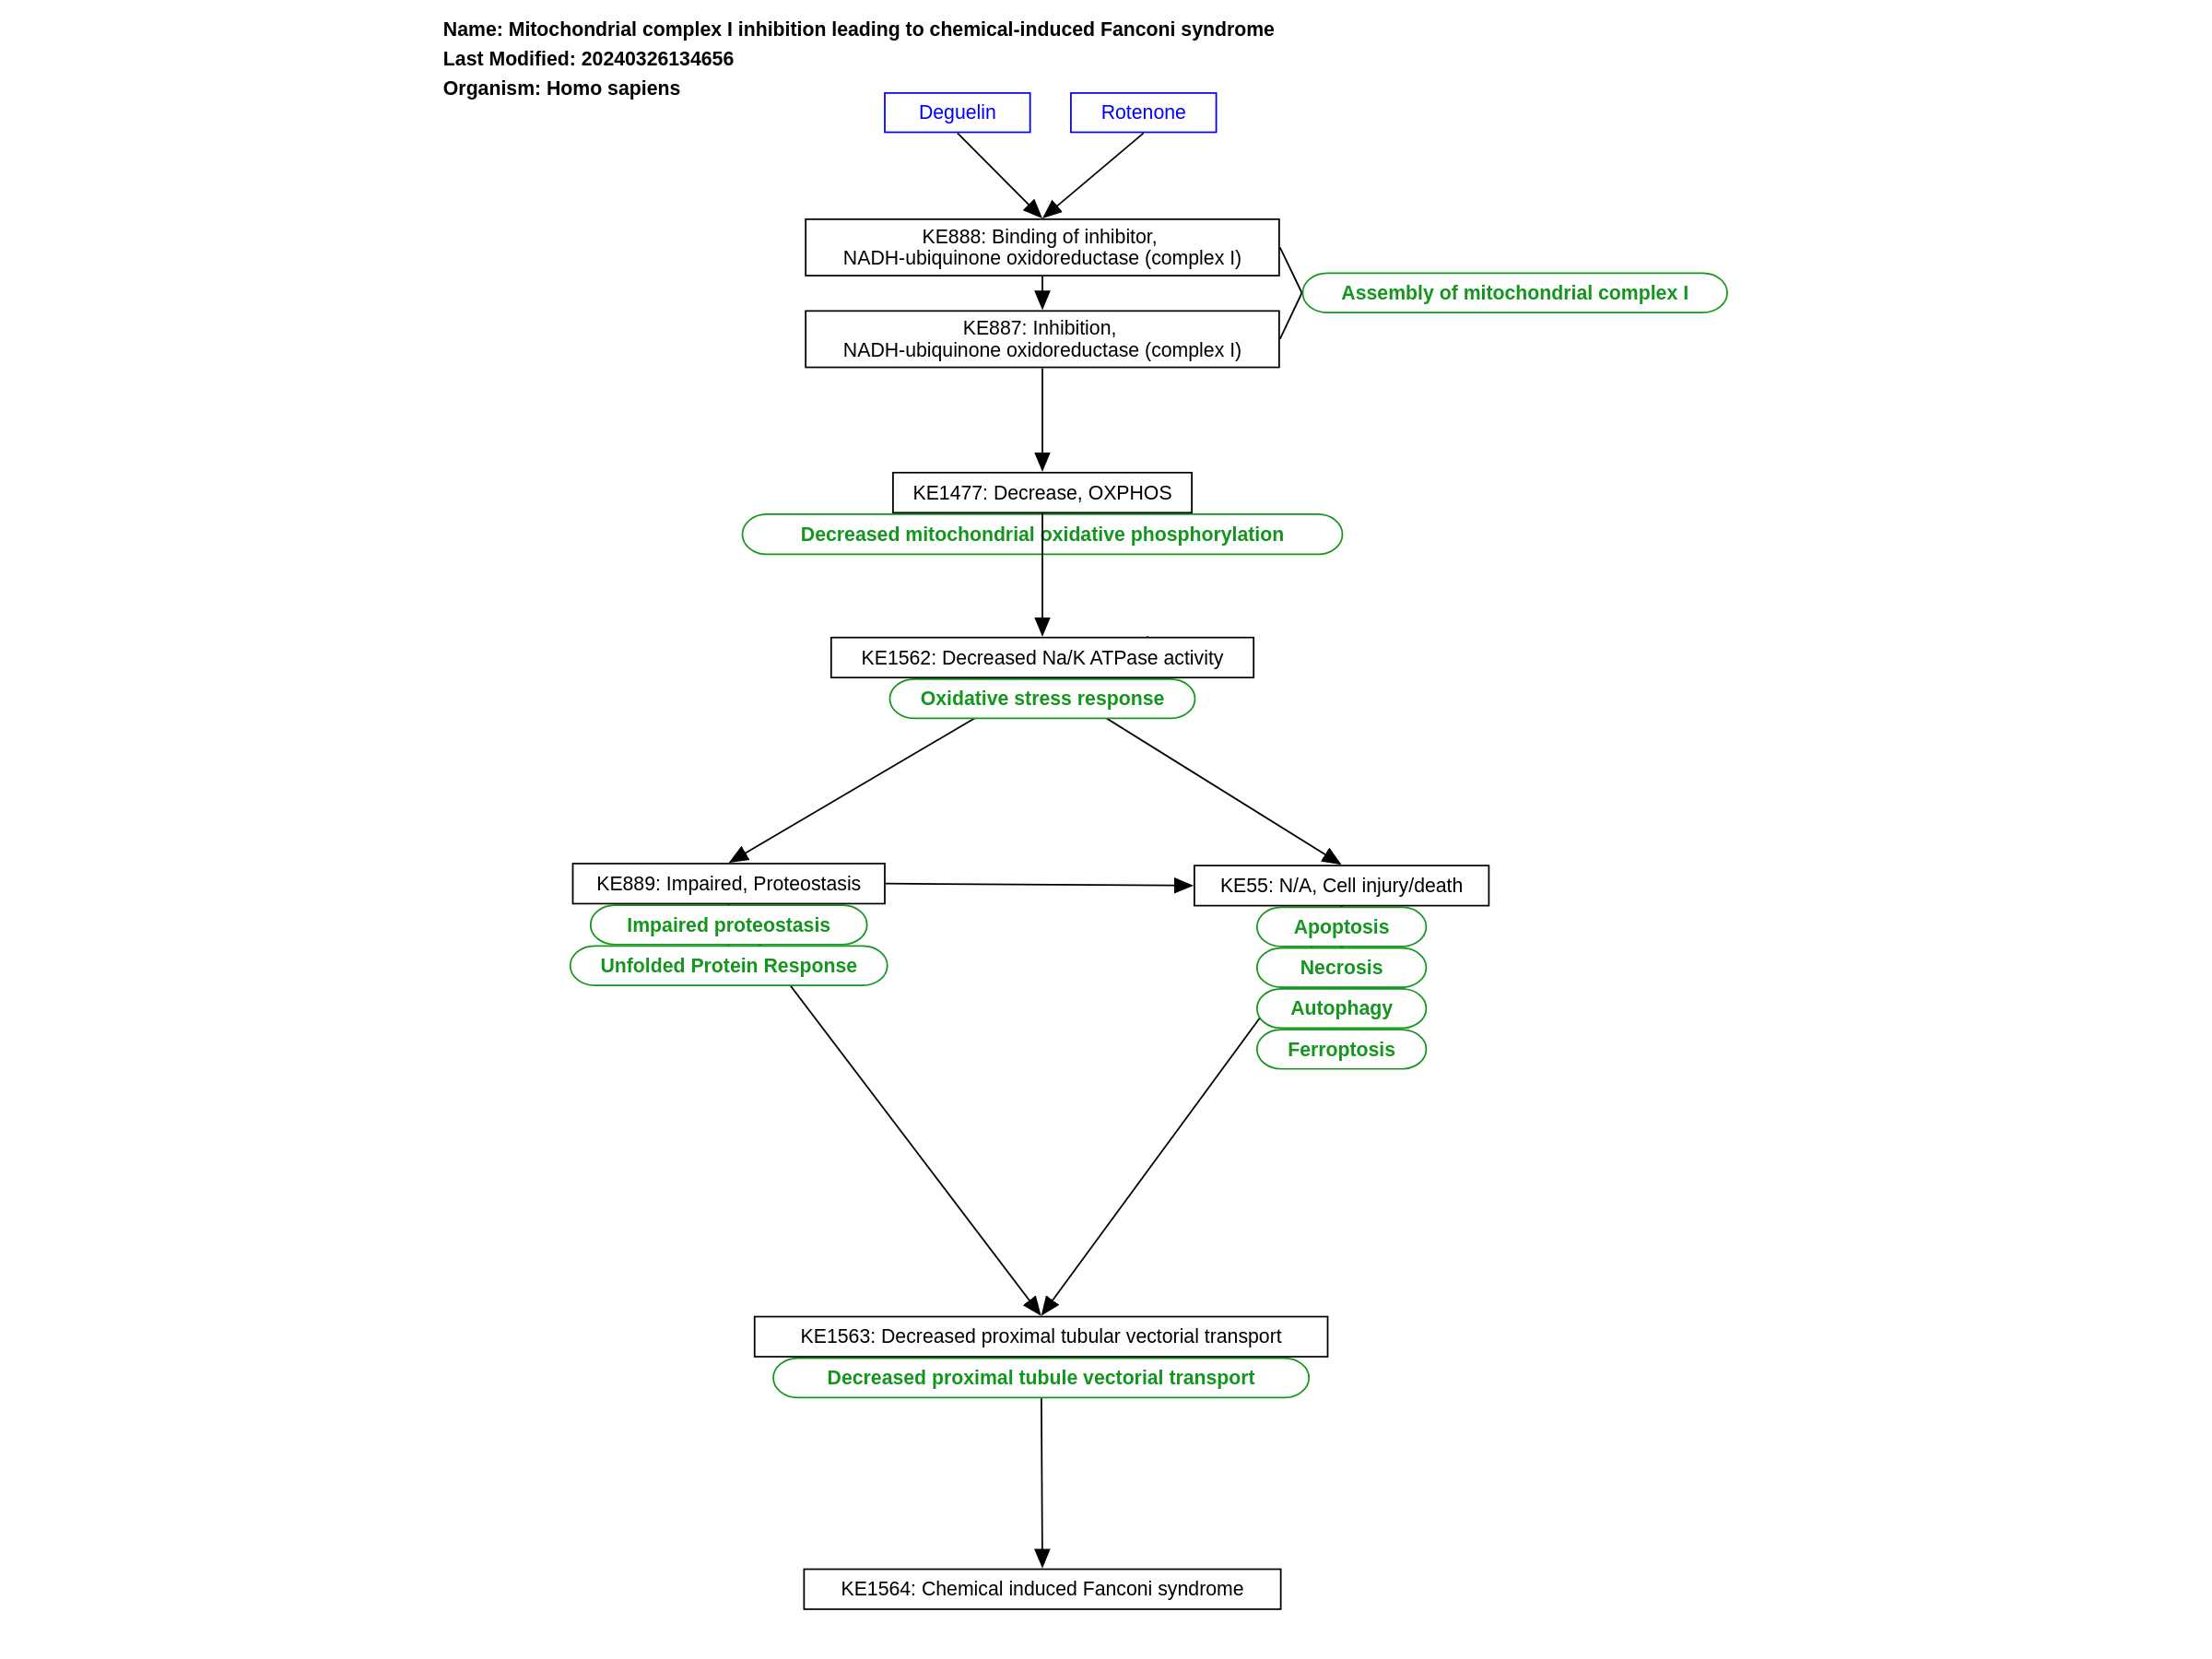 Name: Mitochondrial complex I inhibition leading to chemical-induced Fanconi syndrome
Last Modified: 20240326134656
Organism: Homo sapiens
Deguelin
Rotenone
KE888: Binding of inhibitor,
NADH-ubiquinone oxidoreductase (complex I)
Assembly of mitochondrial complex I
KE887: Inhibition,
NADH-ubiquinone oxidoreductase (complex I)
KE1477: Decrease, OXPHOS
Decreased mitochondrial oxidative phosphorylation
KE1562: Decreased Na/K ATPase activity
Oxidative stress response
KE889: Impaired, Proteostasis
Impaired proteostasis
Unfolded Protein Response
KE55: N/A, Cell injury/death
Apoptosis
Necrosis
Autophagy
Ferroptosis
KE1563: Decreased proximal tubular vectorial transport
Decreased proximal tubule vectorial transport
KE1564: Chemical induced Fanconi syndrome